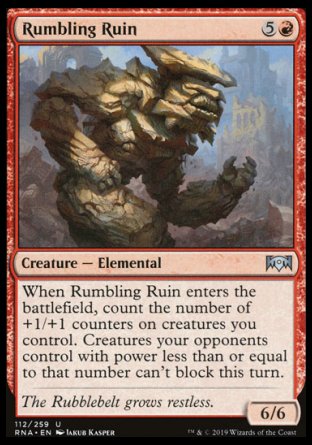 Rumbling Ruin 5
Creature — Elemental
When Rumbling Ruin enters the
battlefield, count the number of
+1/+1 counters on creatures you
control. Creatures your opponents
control with power less than or equal
to that number can't block this turn.
The Rubblebelt grows restless.
6/6
112/259 U
RNA • EN Jakub Kasper
™ & © 2019 Wizards of the Coast